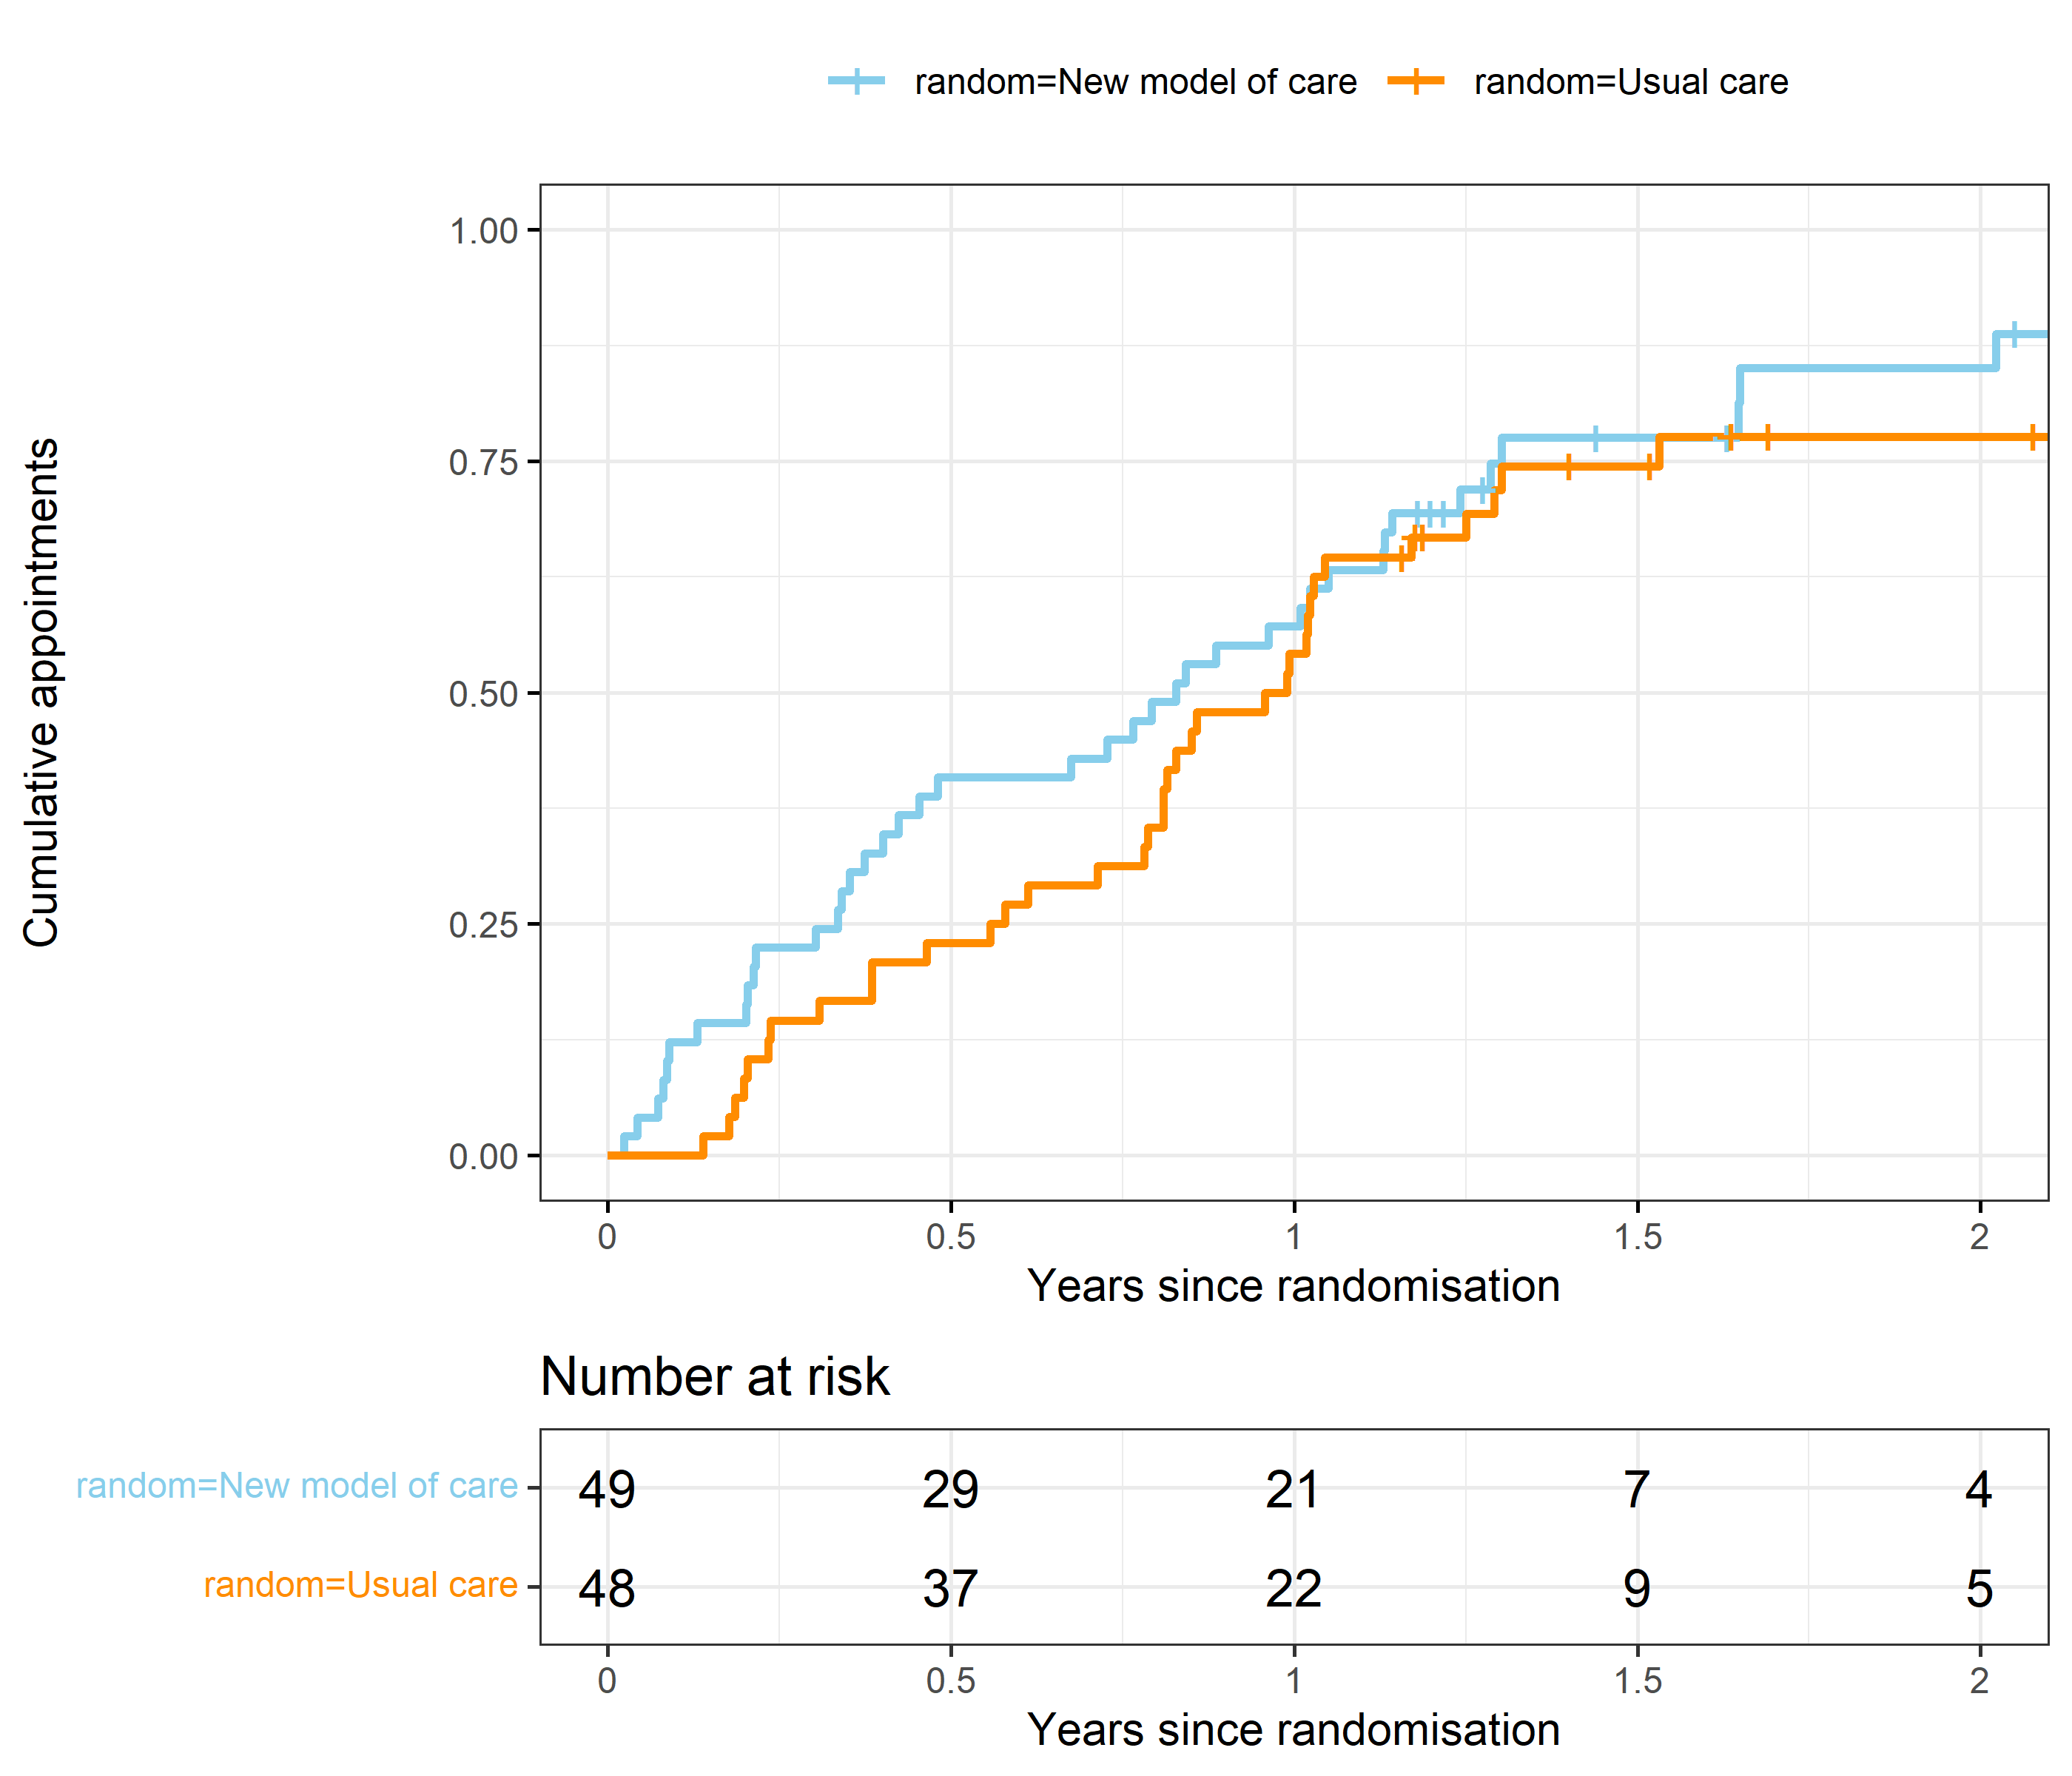 random=New model of care random=Usual care
1.00
0.75
0.50
0.25
0.00
Cumulative appointments
0 0.5 1 1.5 2
Years since randomisation
Number at risk
random=New model of care 49 29 21 7 4
random=Usual care 48 37 22 9 5
0 0.5 1 1.5 2
Years since randomisation